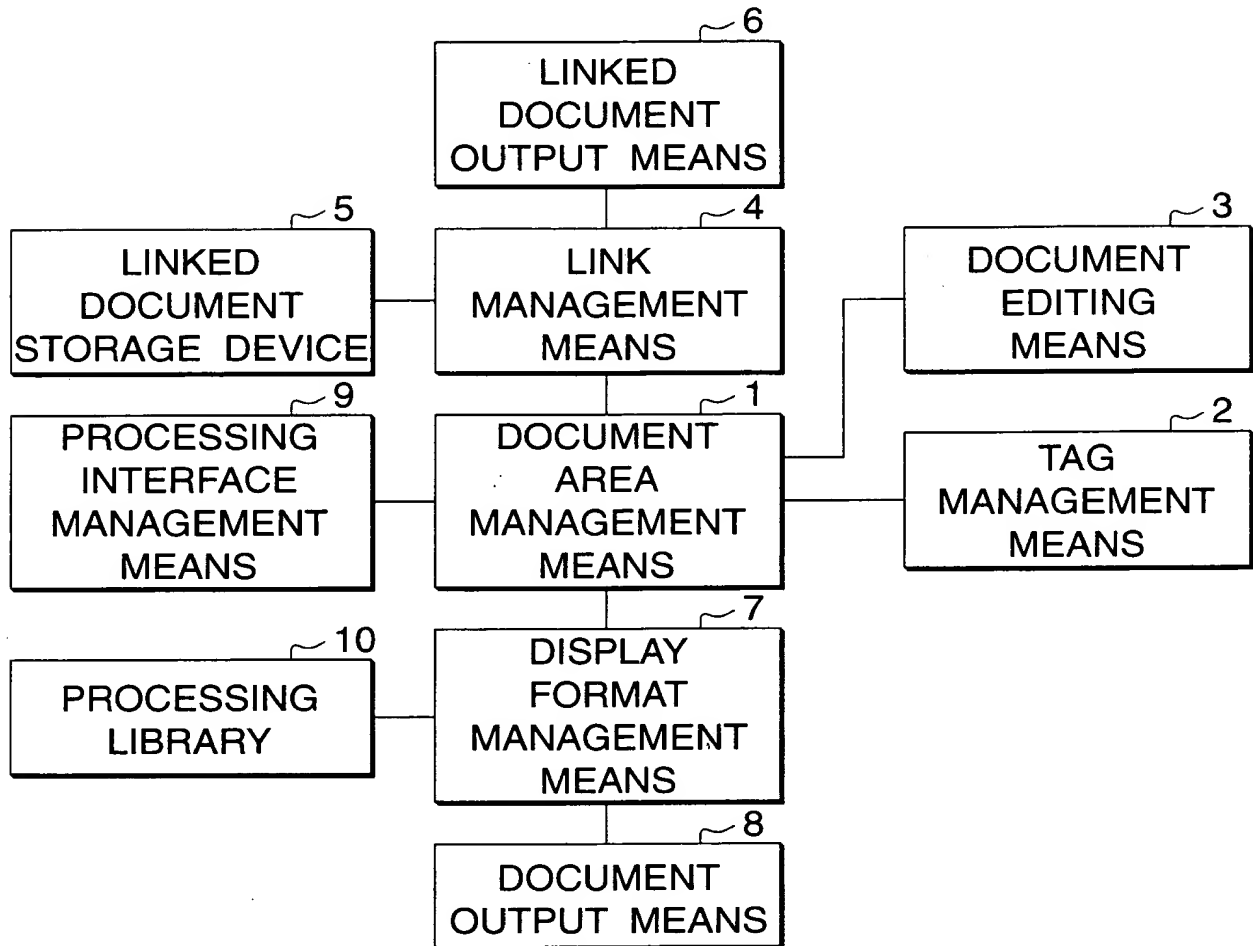 6
LINKED
DOCUMENT
OUTPUT MEANS
5
LINKED
DOCUMENT
STORAGE DEVICE
4
LINK
MANAGEMENT
MEANS
3
DOCUMENT
EDITING
MEANS
9
PROCESSING
INTERFACE
MANAGEMENT
MEANS
1
DOCUMENT
AREA
MANAGEMENT
MEANS
2
TAG
MANAGEMENT
MEANS
10
PROCESSING
LIBRARY
7
DISPLAY
FORMAT
MANAGEMENT
MEANS
8
DOCUMENT
OUTPUT MEANS